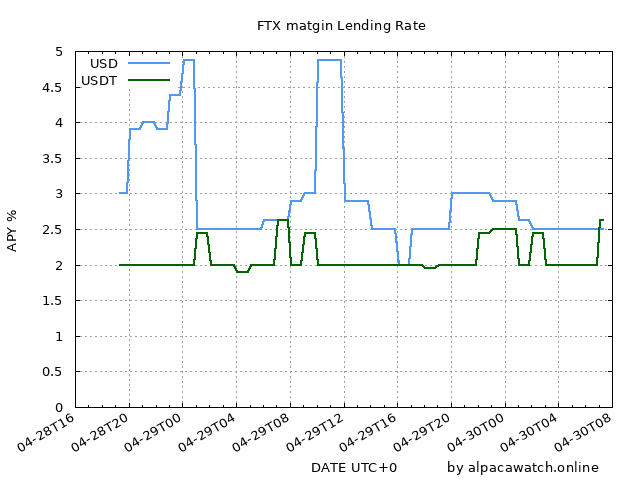 FTX matgin Lending Rate
USD
USDT
APY %
5
4.5
4
3.5
3
2.5
2
1.5
1
0.5
0
04-28T16
04-28T20
04-29T00
04-29T04
04-29T08
04-29T12
04-29T16
04-29T20
04-30T00
04-30T04
04-30T08
DATE UTC+0
by alpacawatch.online